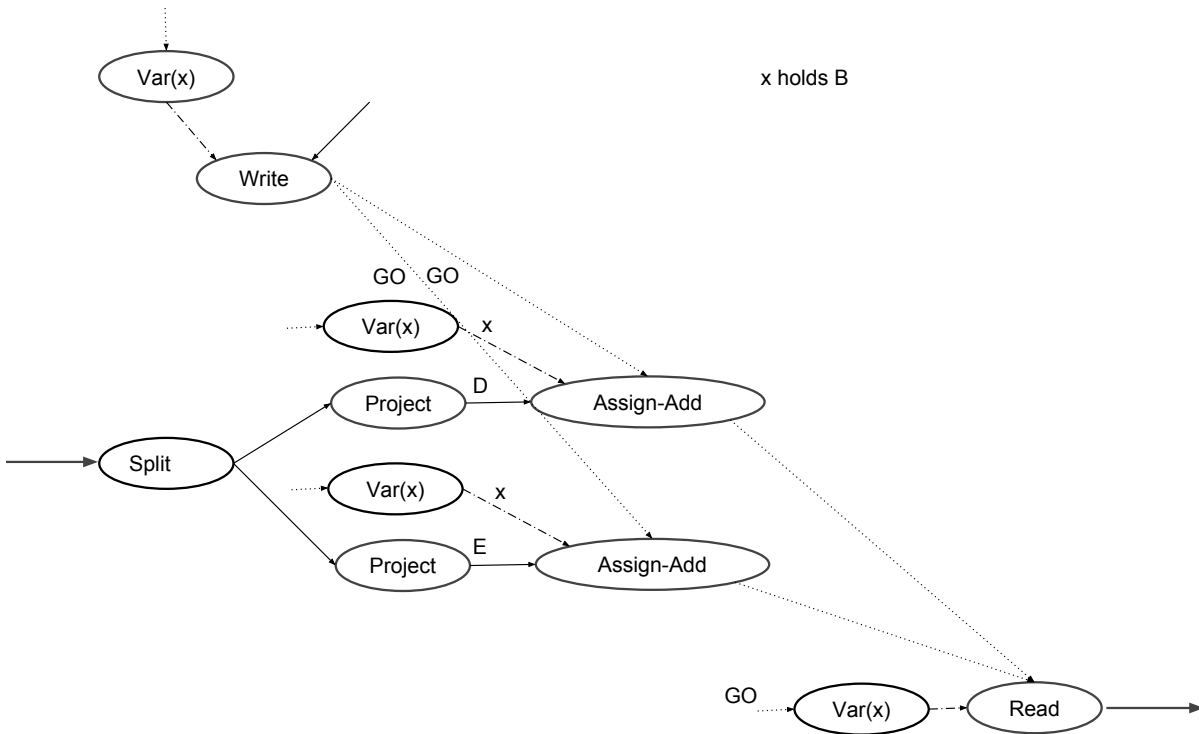 Var(x)
x holds B
Write
GO GO
Var(x)
x
D
Project
Assign-Add
Split
Var(x)
x
E
Project
Assign-Add
GO
Var(x)
Read